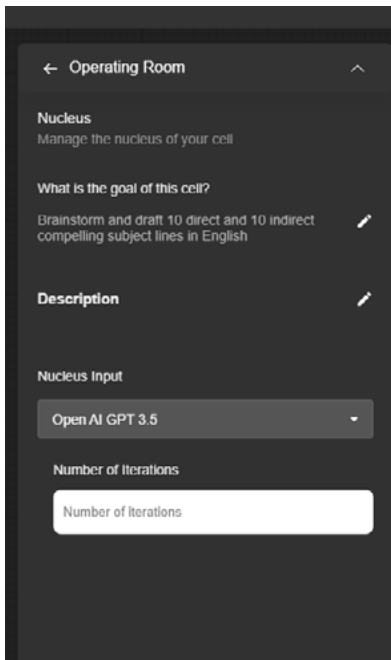 Operating Room
Nucleus
Manage the nucleus of your cell
What is the goal of this cell?
Brainstorm and draft 10 direct and 10 indirect
compelling subject lines in English
Description
Nucleus Input
Open AI GPT 3.5
Number of Iterations
Number of iterations